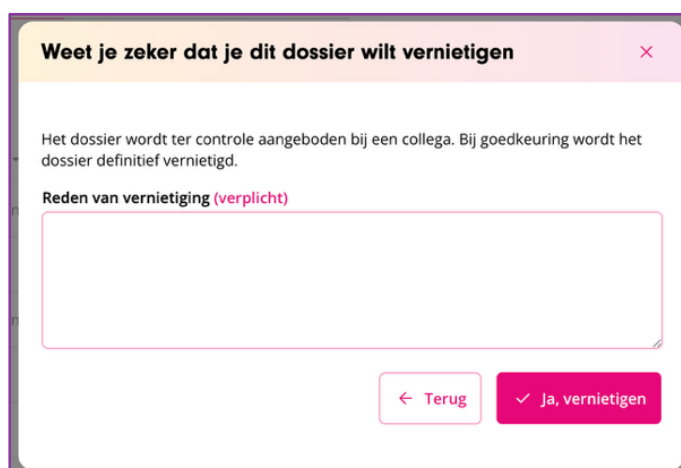 Weet je zeker dat je dit dossier wilt vernietigen
Het dossier wordt ter controle aangeboden bij een collega. Bij goedkeuring wordt het
dossier definitief vernietigd.
Reden van vernietiging (verplicht)
Terug
Ja, vernietigen